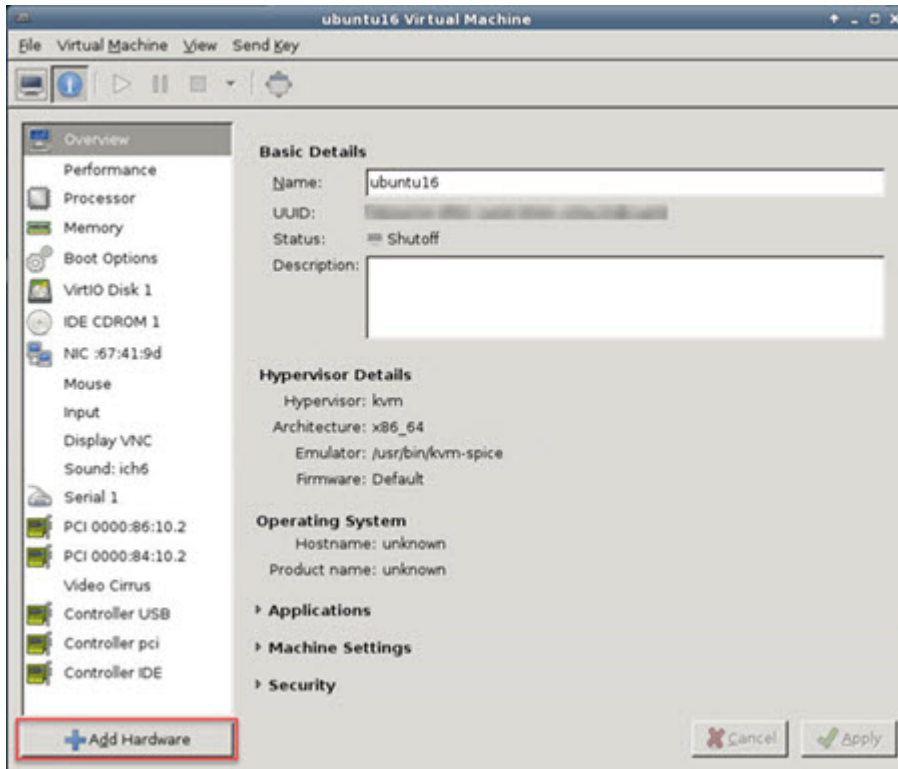 ubuntu16 Virtual Machine
File Virtual Machine View Send Key
Overview
Performance
Processor
Memory
Boot Options
VirtIO Disk 1
IDE CDROM 1
NIC :67:41:9d
Mouse
Input
Display VNC
Sound: ich6
Serial 1
PCI 0000:86:10.2
PCI 0000:84:10.2
Video Cirrus
Controller USB
Controller pci
Controller IDE
Add Hardware
Basic Details
Name: ubuntu16
UUID:
Status: Shutoff
Description:
Hypervisor Details
Hypervisor: kvm
Architecture: x86_64
Emulator: /usr/bin/kvm-spice
Firmware: Default
Operating System
Hostname: unknown
Product name: unknown
Applications
Machine Settings
Security
Cancel Apply